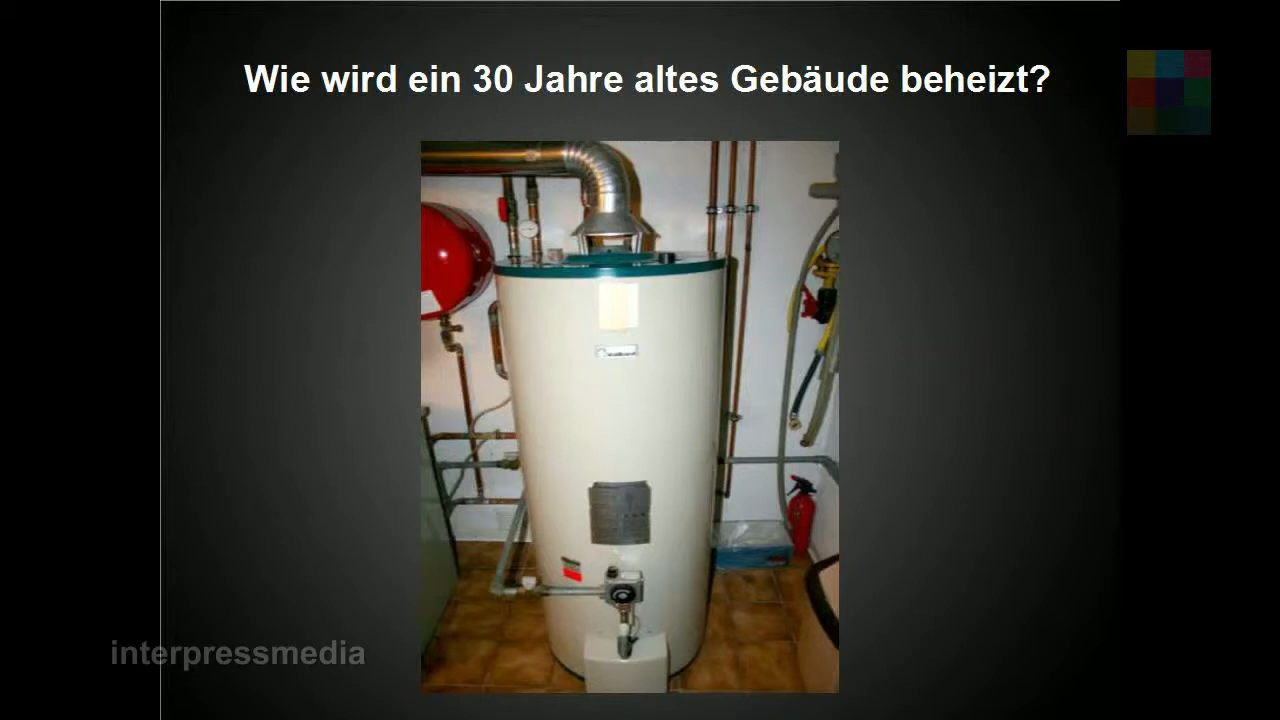 Wie wird ein 30 Jahre altes Gebäude beheizt?
interpressmedia